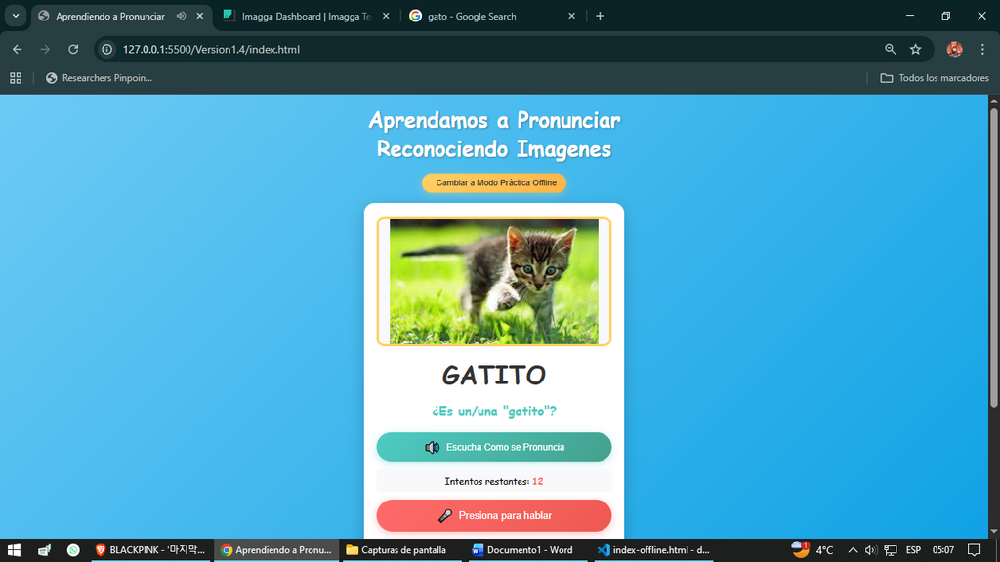 Aprendiendo a Pronunciar
Imagga Dashboard | Imagga Te
gato - Google Search
127.0.0.1:5500/Version1.4/index.html
Researchers Pinpoin...
Todos los marcadores
Aprendamos a Pronunciar
Reconociendo Imagenes
Cambiar a Modo Práctica Offline
GATITO
¿Es un/una "gatito"?
Escucha Como se Pronuncia
Intentos restantes: 12
Presiona para hablar
BLACKPINK - '마지막...
Aprendiendo a Pronu...
Capturas de pantalla
Documento1 - Word
index-offline.html - d...
1
4°C
ESP
05:07